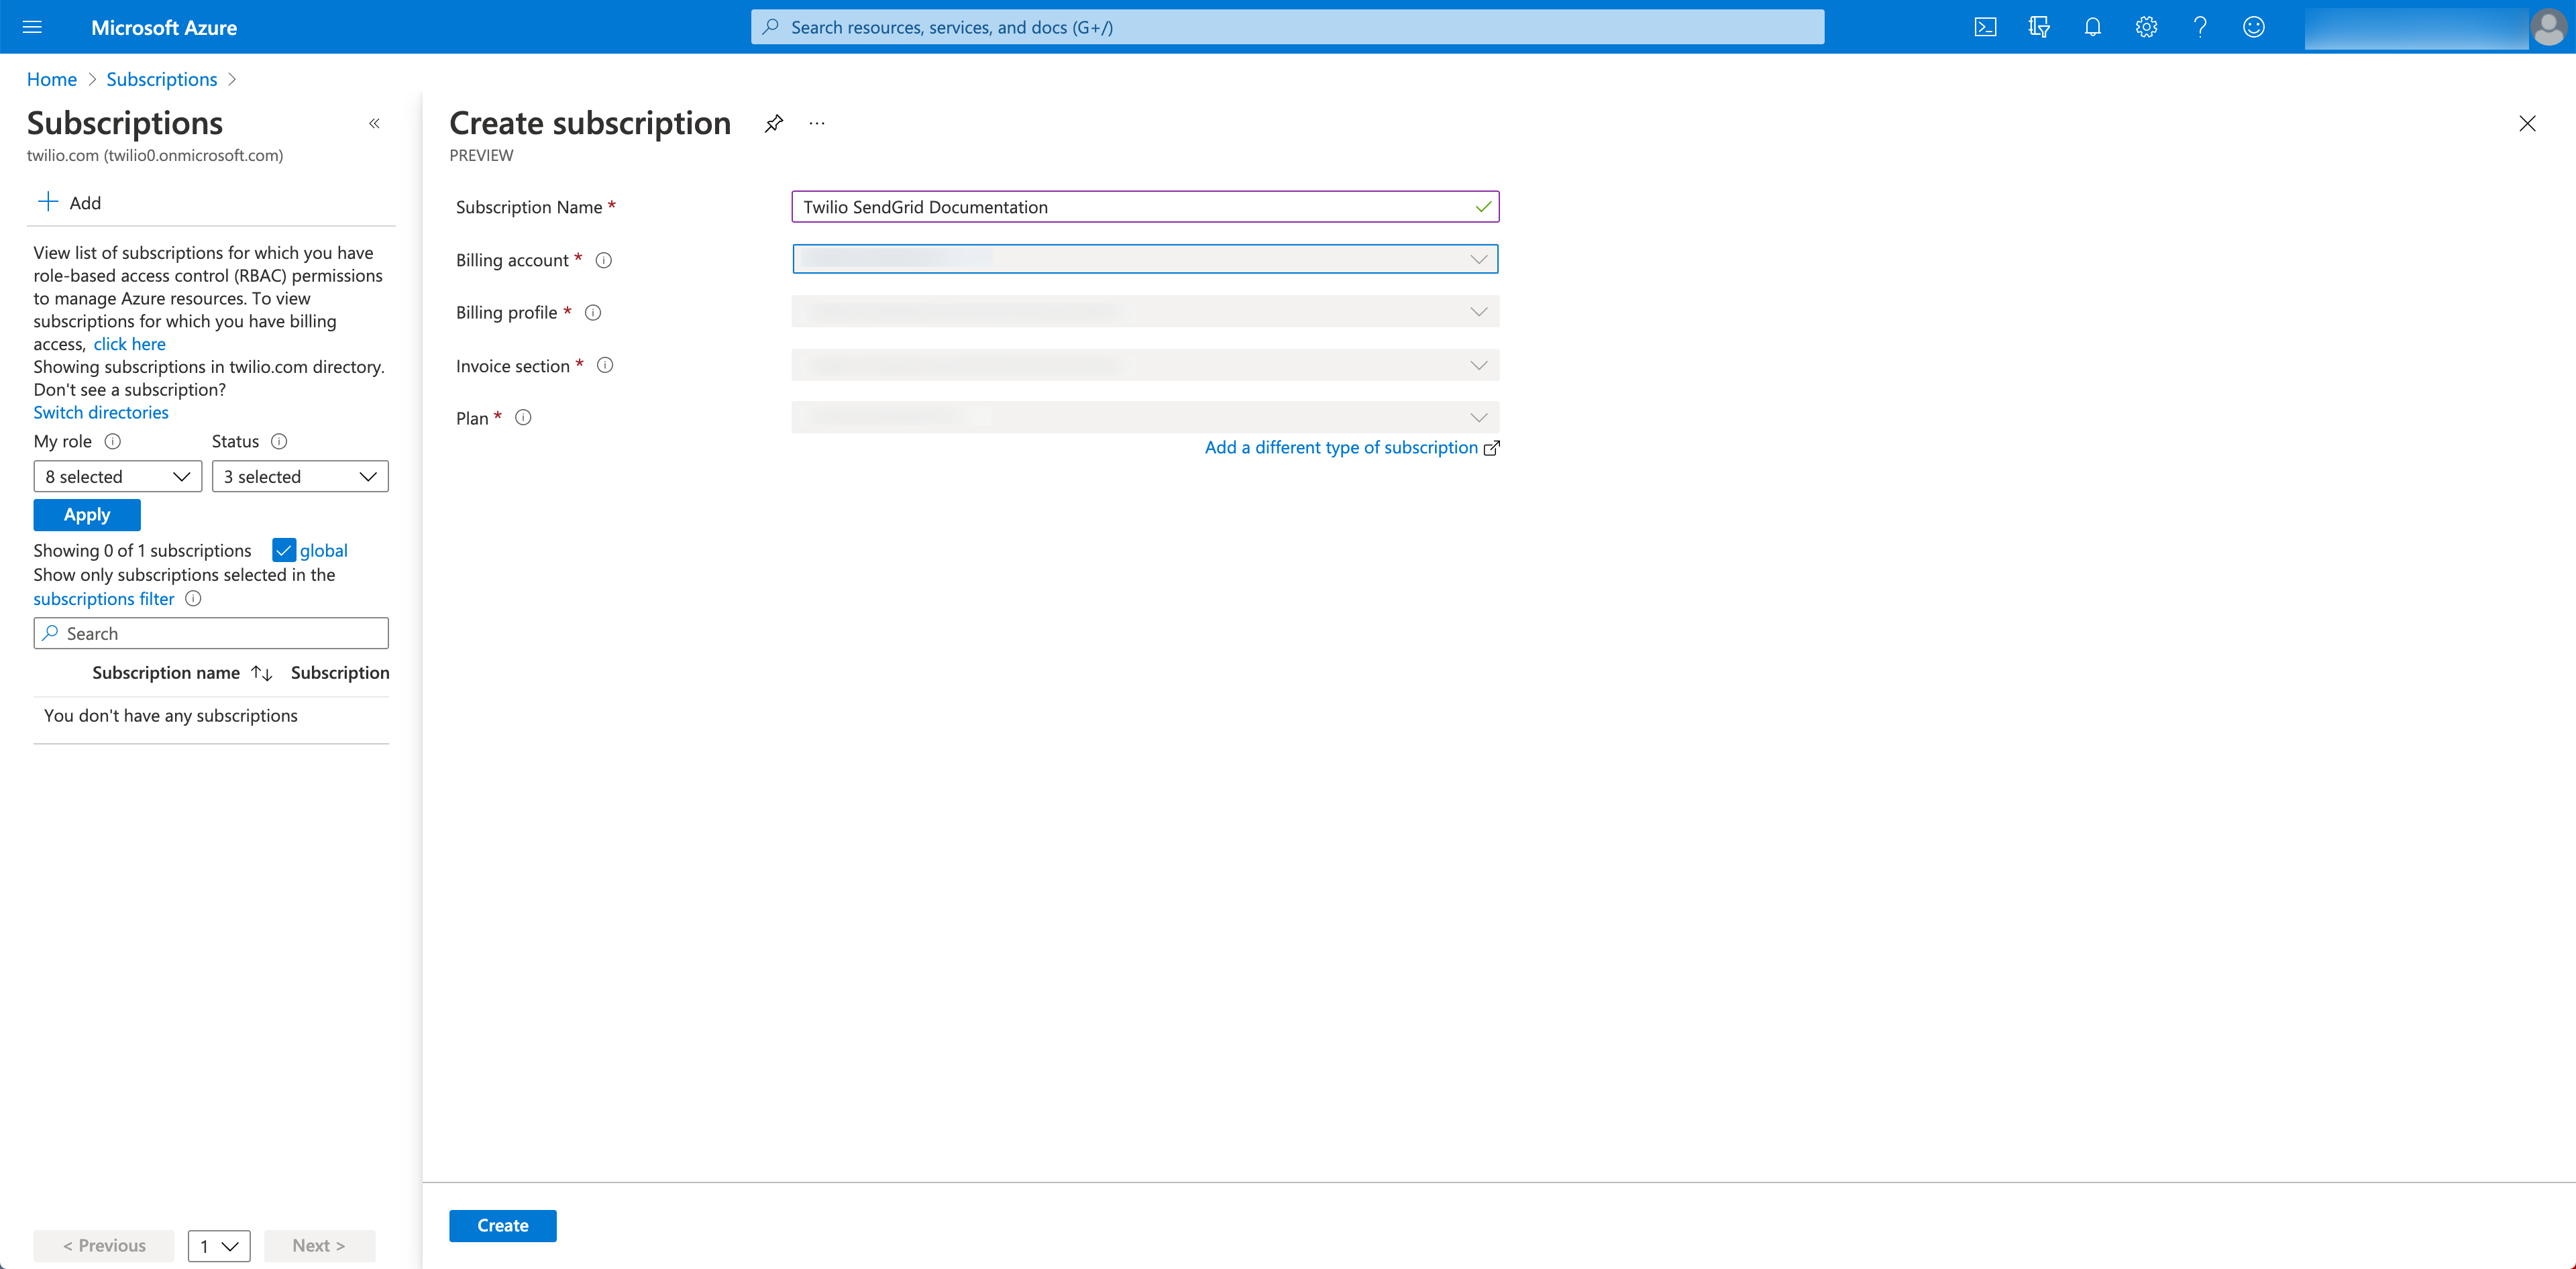 Microsoft Azure
Search resources, services, and docs (G+/)
Home > Subscriptions >
Subscriptions
twilio.com (twilio0.onmicrosoft.com)
Add
View list of subscriptions for which you have
role-based access control (RBAC) permissions
to manage Azure resources. To view
subscriptions for which you have billing
access, click here
Showing subscriptions in twilio.com directory.
Don't see a subscription?
Switch directories
My role Status
8 selected 3 selected
Apply
Showing 0 of 1 subscriptions global
Show only subscriptions selected in the
subscriptions filter
Search
Subscription name Subscription
You don't have any subscriptions
< Previous 1 Next >
Create subscription
PREVIEW
Subscription Name * Twilio SendGrid Documentation
Billing account *
Billing profile *
Invoice section *
Plan *
Add a different type of subscription
Create